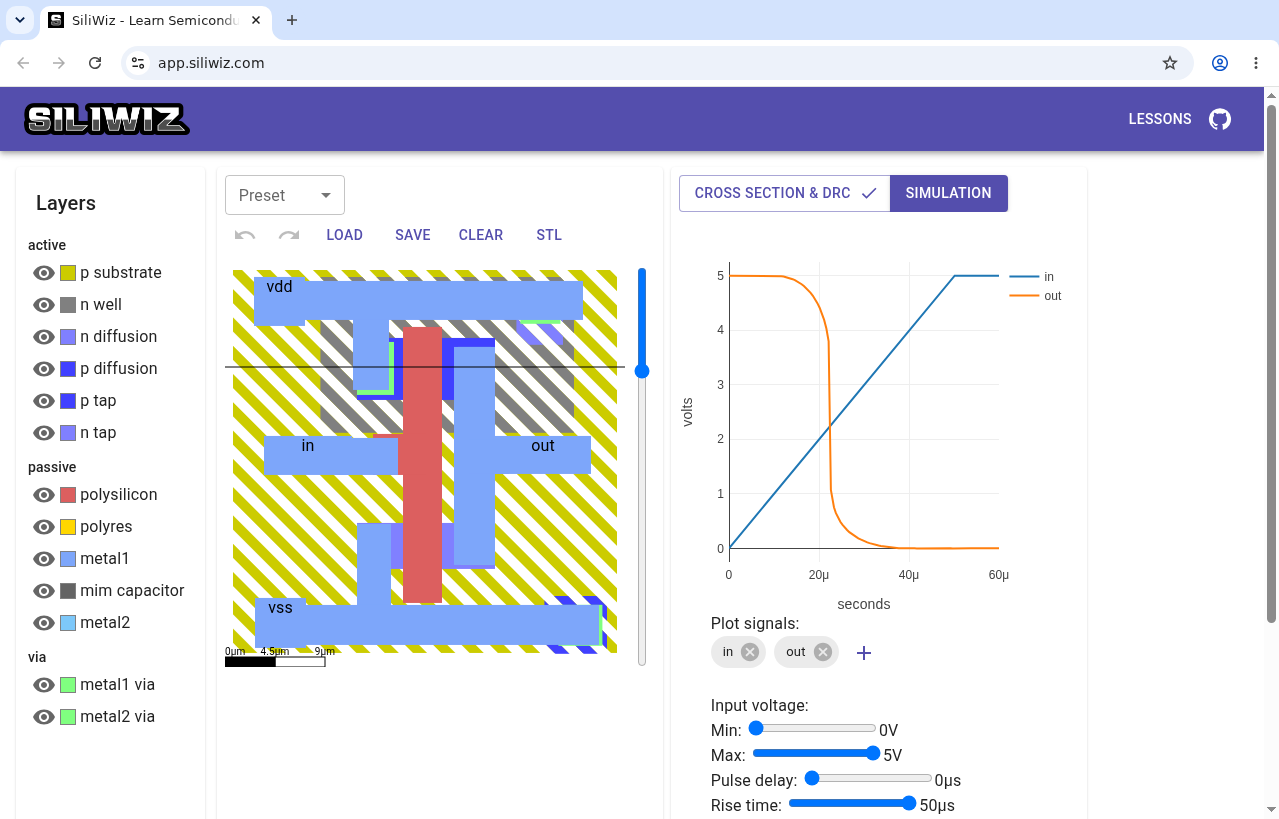 SiliWiz - Learn Semicondu
app.siliwiz.com
SILIWIZ
LESSONS
Layers
active
p substrate
n well
n diffusion
p diffusion
p tap
n tap
passive
polysilicon
polyres
metal1
mim capacitor
metal2
via
metal1 via
metal2 via
Preset
LOAD SAVE CLEAR STL
vdd
in out
vss
0μm 4.5μm 9μm
CROSS SECTION & DRC SIMULATION
in
out
5
4
3
2
1
0
volts
0 20μ 40μ 60μ
seconds
Plot signals:
in out
Input voltage:
Min: 0V
Max: 5V
Pulse delay: 0μs
Rise time: 50μs